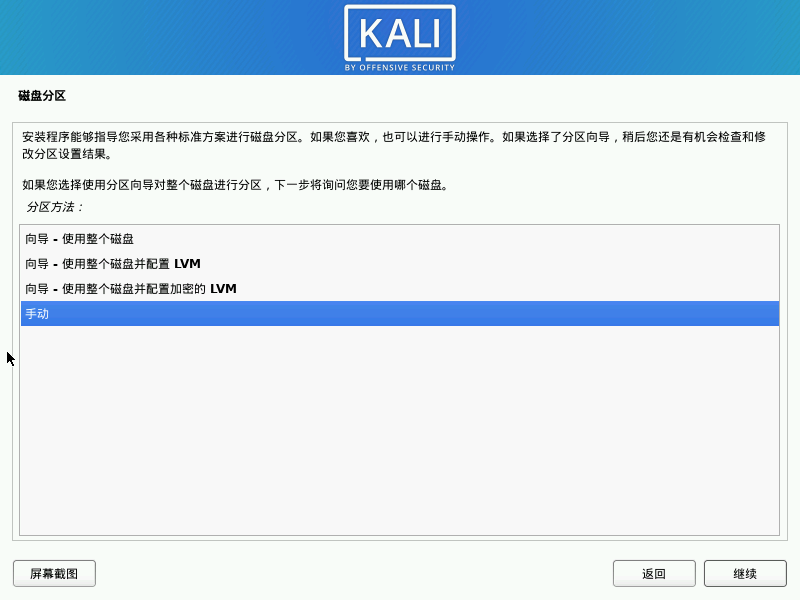 KALI
BY OFFENSIVE SECURITY
磁盘分区
安装程序能够指导您采用各种标准方案进行磁盘分区。如果您喜欢，也可以进行手动操作。如果选择了分区向导，稍后您还是有机会检查和修
改分区设置结果。
如果您选择使用分区向导对整个磁盘进行分区，下一步将询问您要使用哪个磁盘。
分区方法：
向导 - 使用整个磁盘
向导 - 使用整个磁盘并配置 LVM
向导 - 使用整个磁盘并配置加密的 LVM
手动
屏幕截图
返回
继续